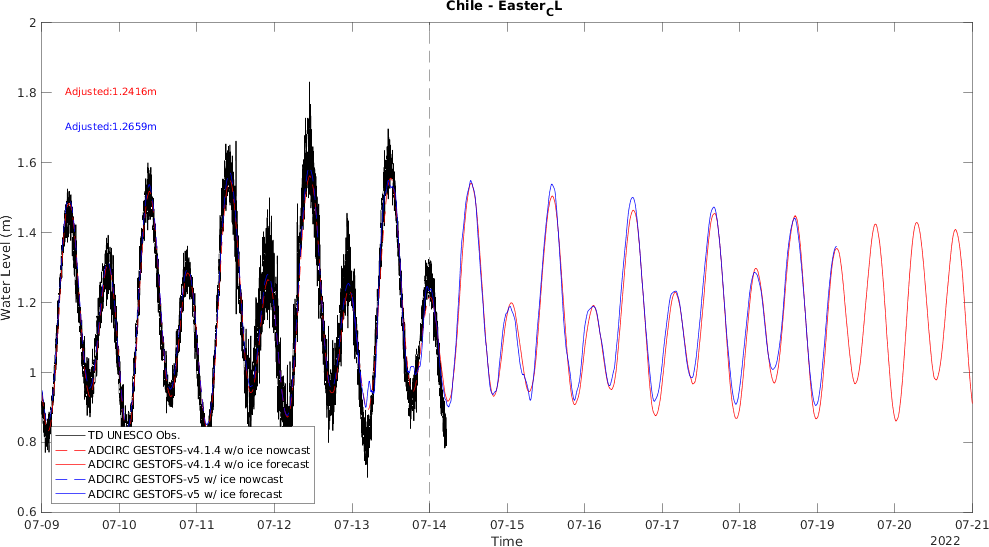 Chile - Easter_CL
Water Level (m)
2
1.8
1.6
1.4
1.2
1
0.8
0.6
Adjusted:1.2416m
Adjusted:1.2659m
TD UNESCO Obs.
ADCIRC GESTOFS-v4.1.4 w/o ice nowcast
ADCIRC GESTOFS-v4.1.4 w/o ice forecast
ADCIRC GESTOFS-v5 w/ ice nowcast
ADCIRC GESTOFS-v5 w/ ice forecast
07-09 07-10 07-11 07-12 07-13 07-14 07-15 07-16 07-17 07-18 07-19 07-20 07-21
Time
2022